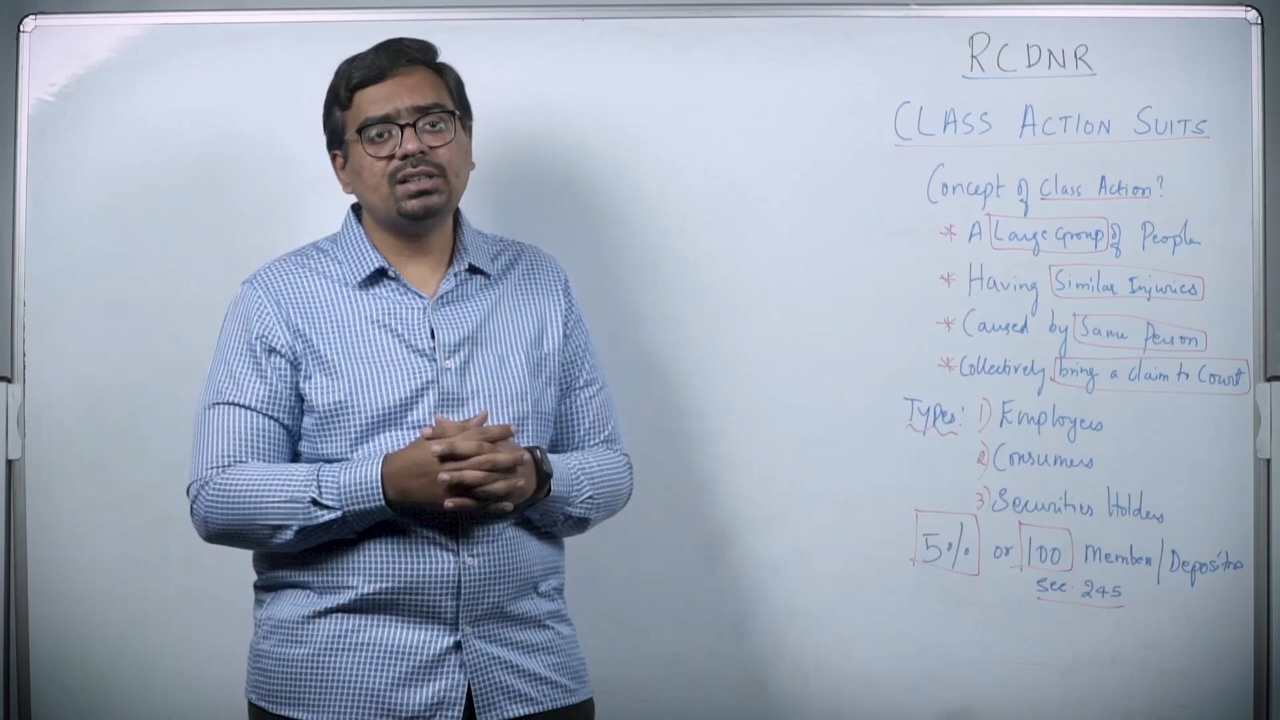 RCDNR
CLASS ACTION SUITS
Concept of Class Action?
* A Large Group of People
* Having Similar Injuries
* Caused by Same Person
* Collectively bring a claim to Court
Types: 1) Employees
2) Consumers
3) Securities Holders
5% or 100 Members/Depositors
Sec. 245